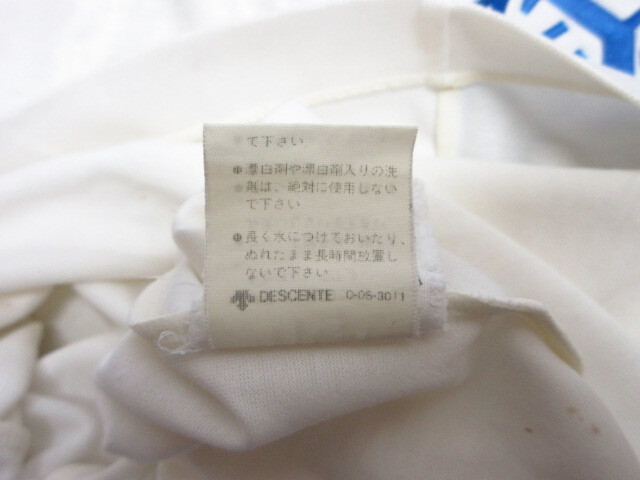 て下さい
漂白剤や漂白剤入りの洗
剤は、絶対に使用しない
で下さい
長く水につけておいたり、
ぬれたまま長時間放置し
ないで下さい
DESCENTE 0-05-3011